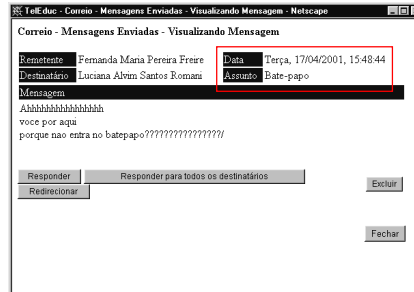 TelEduc - Correio - Mensagens Enviadas - Visualizando Mensagem - Netscape
Correio - Mensagens Enviadas - Visualizando Mensagem
Remetente Fernanda Maria Pereira Freire Data Terça, 17/04/2001, 15:48:44
Destinatário Luciana Alvim Santos Romani Assunto Bate-papo
Mensagem
Ahhhhhhhhhhhhhhh
voce por aqui
porque nao entra no batepapo????????????????/
Responder Responder para todos os destinatários
Redirecionar Excluir
Fechar